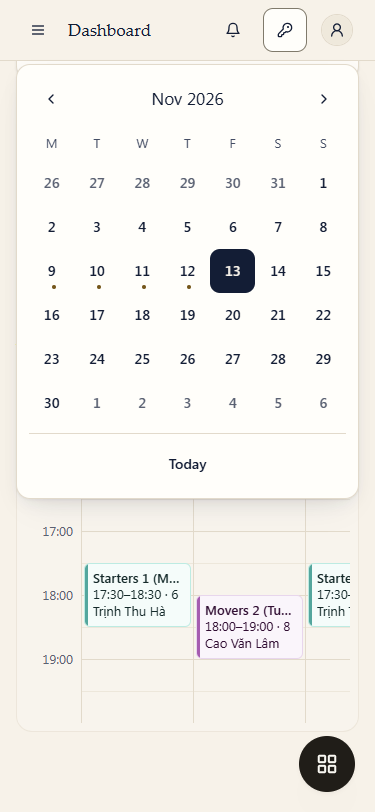 Dashboard
Nov 2026
M T W T F S S
26 27 28 29 30 31 1
2 3 4 5 6 7 8
9 10 11 12 13 14 15
16 17 18 19 20 21 22
23 24 25 26 27 28 29
30 1 2 3 4 5 6
Today
17:00
18:00
19:00
Starters 1 (M...
17:30–18:30 · 6
Trịnh Thu Hà
Movers 2 (Tu...
18:00–19:00 · 8
Cao Văn Lâm
Starte
17:30-
Trịnh T